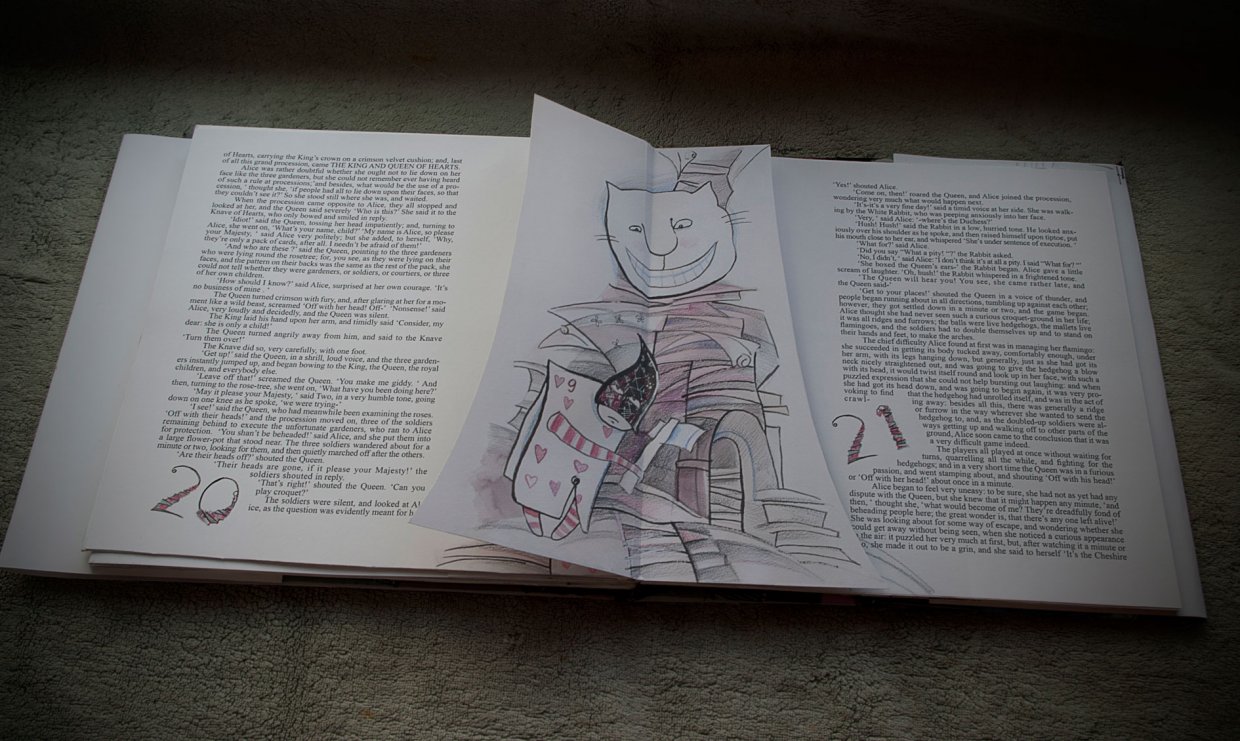 of Hearts, carrying the King's crown on a crimson velvet cushion; and, last
of all this grand procession, came THE KING AND QUEEN OF HEARTS.
Alice was rather doubtful whether she ought not to lie down on her
face like the three gardeners, but she could not remember ever having heard
of such a rule at processions; 'and besides, what would be the use of a pro-
cession, ' thought she, 'if people had all to lie down upon their faces, so that
they couldn't see it?' So she stood still where she was, and waited.
When the procession came opposite to Alice, they all stopped and
looked at her, and the Queen said severely 'Who is this?' She said it to the
Knave of Hearts, who only bowed and smiled in reply.
'Idiot!' said the Queen, tossing her head impatiently; and, turning to
Alice, she went on, 'What's your name, child?' 'My name is Alice, so please
your Majesty, ' said Alice very politely; but she added, to herself, 'Why,
they're only a pack of cards, after all. I needn't be afraid of them!'
'And who are these ?' said the Queen, pointing to the three gardeners
who were lying round the rosetree; for, you see, as they were lying on their
faces, and the pattern on their backs was the same as the rest of the pack, she
could not tell whether they were gardeners, or soldiers, or courtiers, or three
of her own children.
'How should I know?' said Alice, surprised at her own courage. 'It's
no business of mine .'
The Queen turned crimson with fury, and, after glaring at her for a mo-
ment like a wild beast, screamed 'Off with her head! Off-' 'Nonsense!' said
Alice, very loudly and decidedly, and the Queen was silent.
The King laid his hand upon her arm, and timidly said 'Consider, my
dear: she is only a child!'
The Queen turned angrily away from him, and said to the Knave
'Turn them over!'
The Knave did so, very carefully, with one foot.
'Get up!' said the Queen, in a shrill, loud voice, and the three garden-
ers instantly jumped up, and began bowing to the King, the Queen, the royal
children, and everybody else.
'Leave off that!' screamed the Queen. 'You make me giddy. ' And
then, turning to the rose-tree, she went on, 'What have you been doing here?'
'May it please your Majesty,' said Two, in a very humble tone, going
down on one knee as he spoke, 'we were trying-'
'I see!' said the Queen, who had meanwhile been examining the roses.
'Off with their heads!' and the procession moved on, three of the soldiers
remaining behind to execute the unfortunate gardeners, who ran to Alice
for protection. 'You shan't be beheaded!' said Alice, and she put them into
a large flower-pot that stood near. The three soldiers wandered about for a
minute or two, looking for them, and then quietly marched off after the others.
'Are their heads off?' shouted the Queen.
'Their heads are gone, if it please your Majesty!' the
soldiers shouted in reply.
'That's right!' shouted the Queen. 'Can you
play croquet?'
The soldiers were silent, and looked at
ice, as the question was evidently meant for
20
9
'Yes!' shouted Alice.
'Come on, then!' roared the Queen, and Alice joined the procession,
wondering very much what would happen next.
'It's-it's a very fine day!' said a timid voice at her side. She was walk-
ing by the White Rabbit, who was peeping anxiously into her face.
'Very,' said Alice: '-where's the Duchess?'
'Hush! Hush!' said the Rabbit in a low, hurried tone. He looked anx-
iously over his shoulder as he spoke, and then raised himself upon tiptoe, put
his mouth close to her ear, and whispered 'She's under sentence of execution. '
'What for?' said Alice.
'Did you say "What a pity!"?' the Rabbit asked.
'No, I didn't, ' said Alice: 'I don't think it's at all a pity. I said "What for?"'
'She boxed the Queen's ears-' the Rabbit began. Alice gave a little
scream of laughter. 'Oh, hush!' the Rabbit whispered in a frightened tone.
'The Queen will hear you! You see, she came rather late, and
the Queen said-'
'Get to your places!' shouted the Queen in a voice of thunder, and
people began running about in all directions, tumbling up against each other;
however, they got settled down in a minute or two, and the game began.
Alice thought she had never seen such a curious croquet-ground in her life;
it was all ridges and furrows; the balls were live hedgehogs, the mallets live
flamingoes, and the soldiers had to double themselves up and to stand on
their hands and feet, to make the arches.
The chief difficulty Alice found at first was in managing her flamingo:
she succeeded in getting its body tucked away, comfortably enough, under
her arm, with its legs hanging down, but generally, just as she had got its
neck nicely straightened out, and was going to give the hedgehog a blow
with its head, it would twist itself round and look up in her face, with such a
puzzled expression that she could not help bursting out laughing: and when
she had got its head down, and was going to begin again, it was very pro-
voking to find that the hedgehog had unrolled itself, and was in the act of
crawl- ing away: besides all this, there was generally a ridge
or furrow in the way wherever she wanted to send the
hedgehog to, and, as the doubled-up soldiers were al-
ways getting up and walking off to other parts of the
ground, Alice soon came to the conclusion that it was
a very difficult game indeed.
The players all played at once without waiting for
turns, quarrelling all the while, and fighting for the
hedgehogs; and in a very short time the Queen was in a furious
passion, and went stamping about, and shouting 'Off with his head!'
or 'Off with her head!' about once in a minute.
Alice began to feel very uneasy: to be sure, she had not as yet had any
dispute with the Queen, but she knew that it might happen any minute, 'and
then, ' thought she, 'what would become of me? They're dreadfully fond of
beheading people here; the great wonder is, that there's any one left alive!'
She was looking about for some way of escape, and wondering whether she
could get away without being seen, when she noticed a curious appearance
the air: it puzzled her very much at first, but, after watching it a minute or
she made it out to be a grin, and she said to herself 'It's the Cheshire
21